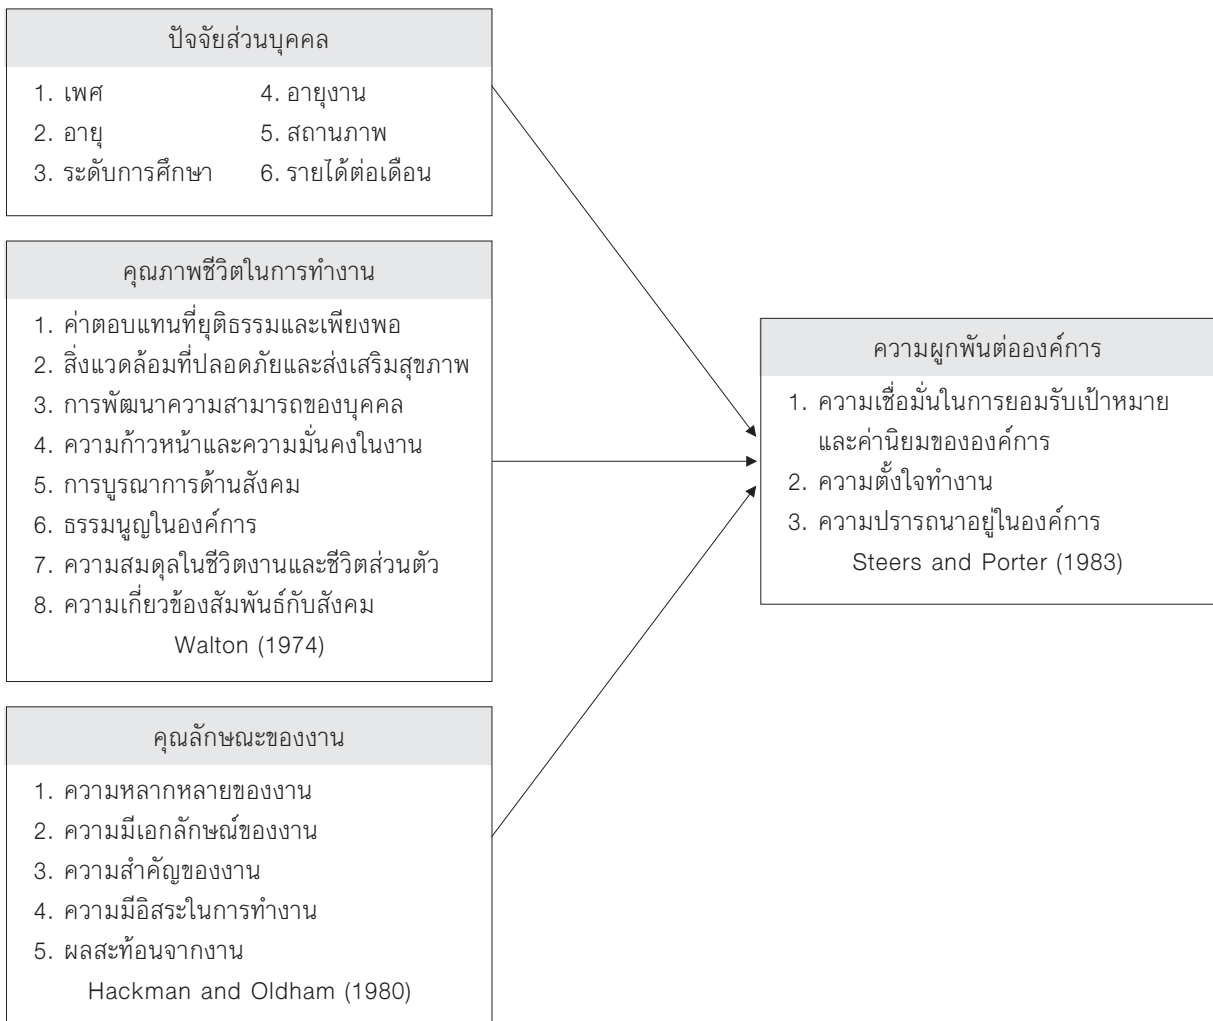 ปัจจัยส่วนบุคคล
1. เพศ
2. อายุ
3. ระดับการศึกษา
4. อายุงาน
5. สถานภาพ
6. รายได้ต่อเดือน
คุณภาพชีวิตในการทำงาน
1. ค่าตอบแทนที่ยุติธรรมและเพียงพอ
2. สิ่งแวดล้อมที่ปลอดภัยและส่งเสริมสุขภาพ
3. การพัฒนาความสามารถของบุคคล
4. ความก้าวหน้าและความมั่นคงในงาน
5. การบูรณาการด้านสังคม
6. ธรรมนูญในองค์การ
7. ความสมดุลในชีวิตงานและชีวิตส่วนตัว
8. ความเกี่ยวข้องสัมพันธ์กับสังคม
Walton (1974)
คุณลักษณะของงาน
1. ความหลากหลายของงาน
2. ความมีเอกลักษณ์ของงาน
3. ความสำคัญของงาน
4. ความมีอิสระในการทำงาน
5. ผลสะท้อนจากงาน
Hackman and Oldham (1980)
ความผูกพันต่อองค์การ
1. ความเชื่อมั่นในการยอมรับเป้าหมาย
และค่านิยมขององค์การ
2. ความตั้งใจทำงาน
3. ความปรารถนาอยู่ในองค์การ
Steers and Porter (1983)